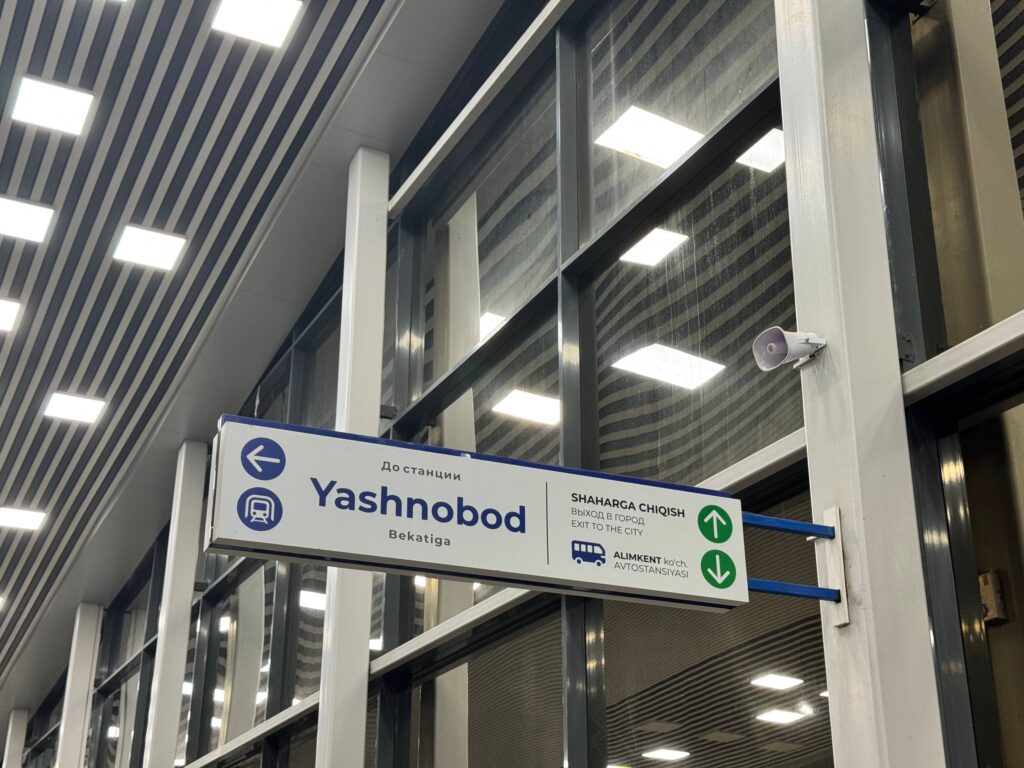 До станции
Yashnobod
Bekatiga
SHAHARGA CHIQISH
ВЫХОД В ГОРОД
EXIT TO THE CITY
ALIMKENT ko'ch.
AVTOSTANSIYASI